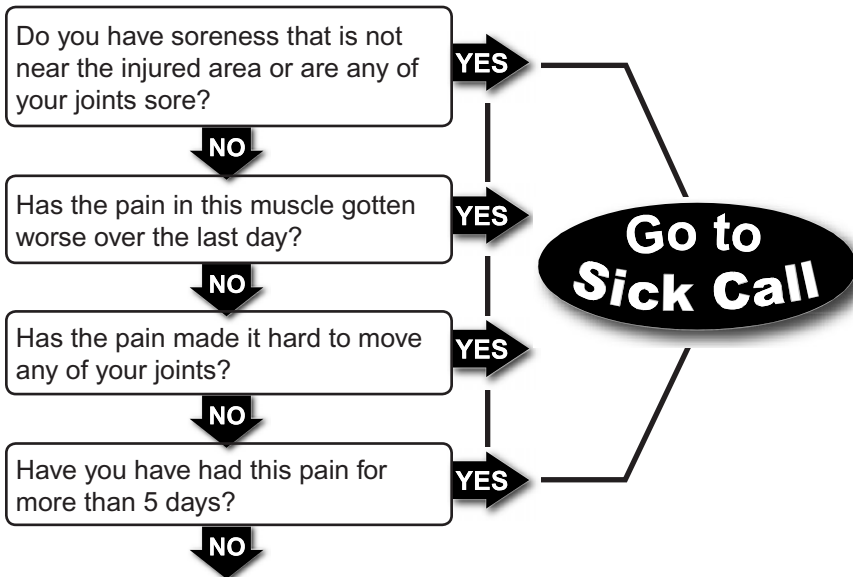 Do you have soreness that is not
near the injured area or are any of
your joints sore?
YES
NO
Has the pain in this muscle gotten
worse over the last day?
YES
NO
Has the pain made it hard to move
any of your joints?
YES
NO
Have you have had this pain for
more than 5 days?
YES
NO
Go to
Sick Call